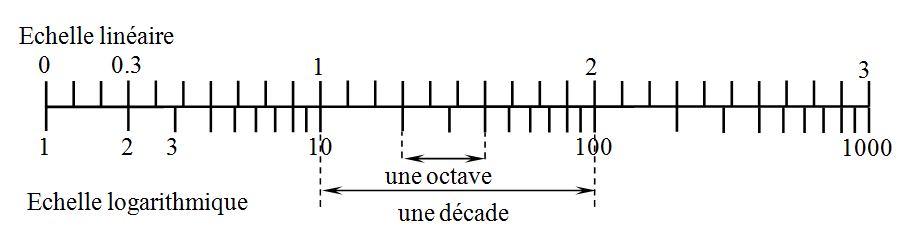 Echelle linéaire
0 0.3 1 2 3
1 2 3 10 100 1000
une octave
Echelle logarithmique
une décade